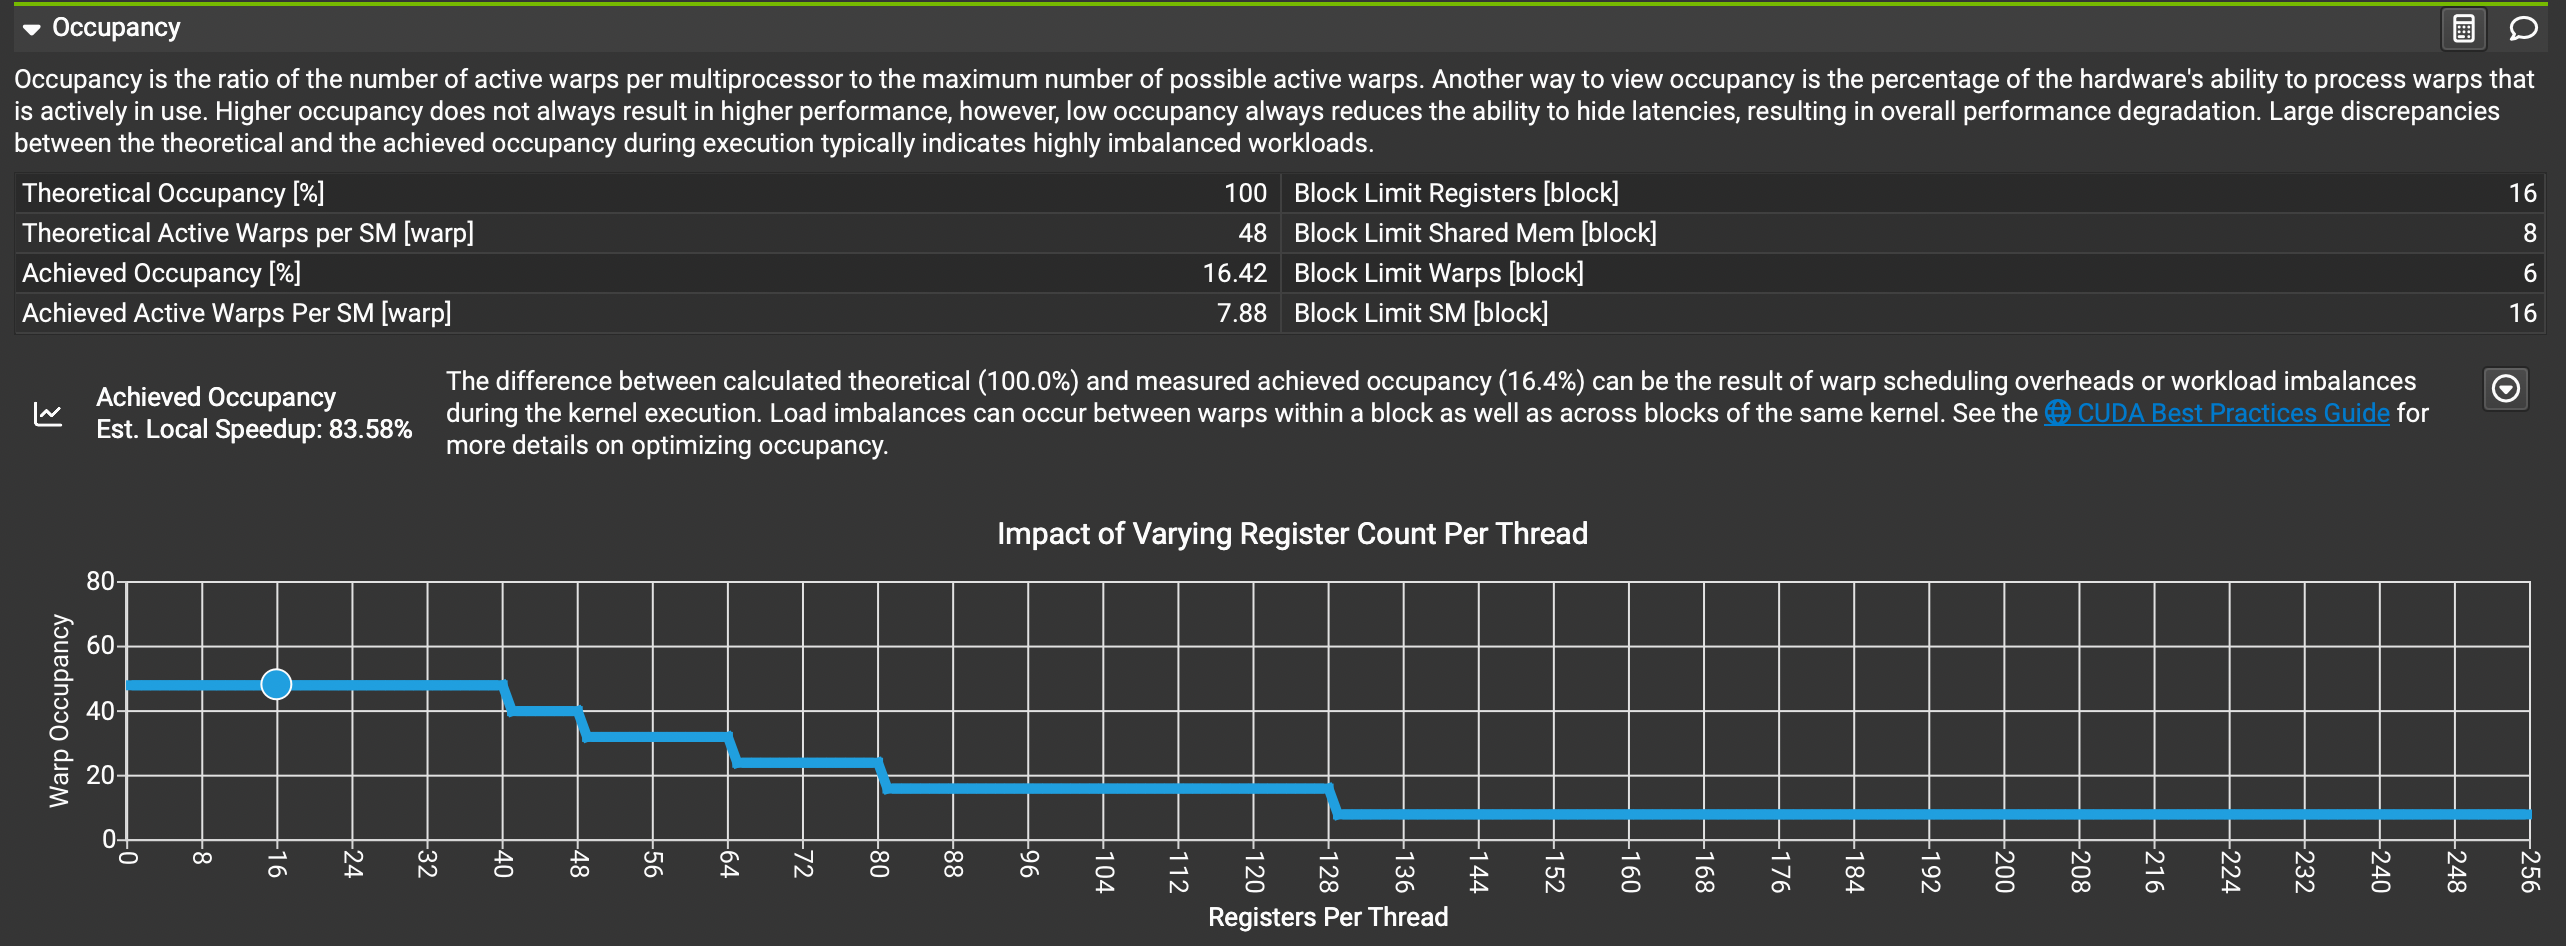 Occupancy
Occupancy is the ratio of the number of active warps per multiprocessor to the maximum number of possible active warps. Another way to view occupancy is the percentage of the hardware's ability to process warps that
is actively in use. Higher occupancy does not always result in higher performance, however, low occupancy always reduces the ability to hide latencies, resulting in overall performance degradation. Large discrepancies
between the theoretical and the achieved occupancy during execution typically indicates highly imbalanced workloads.
Theoretical Occupancy [%] 100 Block Limit Registers [block] 16
Theoretical Active Warps per SM [warp] 48 Block Limit Shared Mem [block] 8
Achieved Occupancy [%] 16.42 Block Limit Warps [block] 6
Achieved Active Warps Per SM [warp] 7.88 Block Limit SM [block] 16
Achieved Occupancy
Est. Local Speedup: 83.58%
The difference between calculated theoretical (100.0%) and measured achieved occupancy (16.4%) can be the result of warp scheduling overheads or workload imbalances
during the kernel execution. Load imbalances can occur between warps within a block as well as across blocks of the same kernel. See the CUDA Best Practices Guide for
more details on optimizing occupancy.
Impact of Varying Register Count Per Thread
Warp Occupancy
80
60
40
20
0
0 8 16 24 32 40 48 56 64 72 80 88 96 104 112 120 128 136 144 152 160 168 176 184 192 200 208 216 224 232 240 248 256
Registers Per Thread